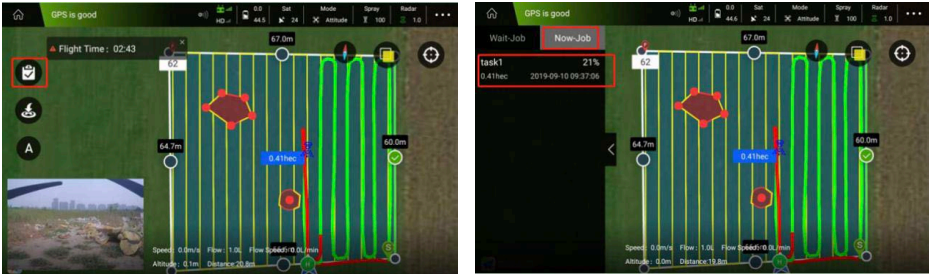 GPS is good
HD
0.0
44.5
Sat
24
Mode
Attitude
Spray
100
Radar
1.0
Flight Time : 02:43
×
67.0m
62
A
64.7m
60.0m
0.41hec
Speed : 0.0m/s Flow : 1.0L Flow Speed : 0.0L/min
Altitude : 0.1m Distance:20.8m
S
H
GPS is good
HD
0.0
44.6
Sat
24
Mode
Attitude
Spray
100
Radar
1.0
Wait-Job
Now-Job
task1 21%
0.41hec 2019-09-10 09:37:06
67.0m
62
64.7m
60.0m
0.41hec
Speed : 0.0m/s Flow : 1.0L Flow Speed : 0.0L/min
Altitude : 0.0m Distance:19.8m
S
H